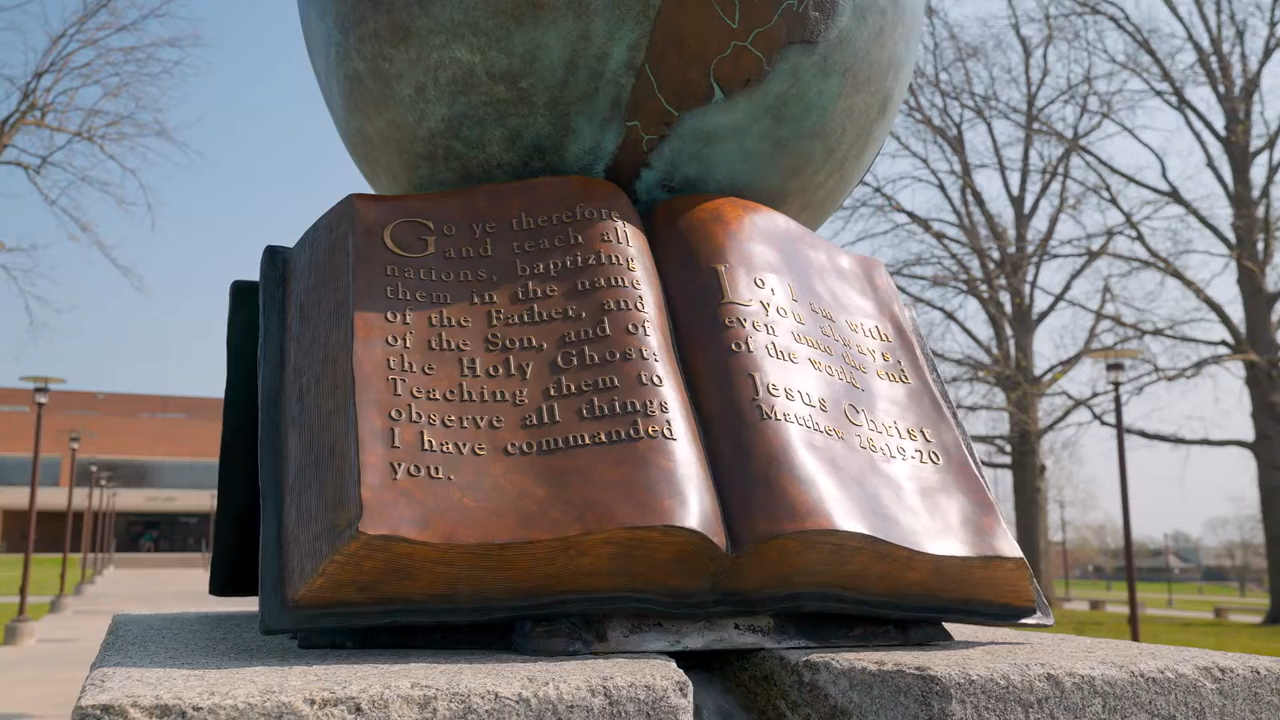 Go ye therefore,
and teach all
nations, baptizing
them in the name
of the Father, and
of the Son, and of
the Holy Ghost:
Teaching them to
observe all things
I have commanded
you.
Lo, I am with
you always,
even unto the end
of the world.
Jesus Christ
Matthew 28:19-20